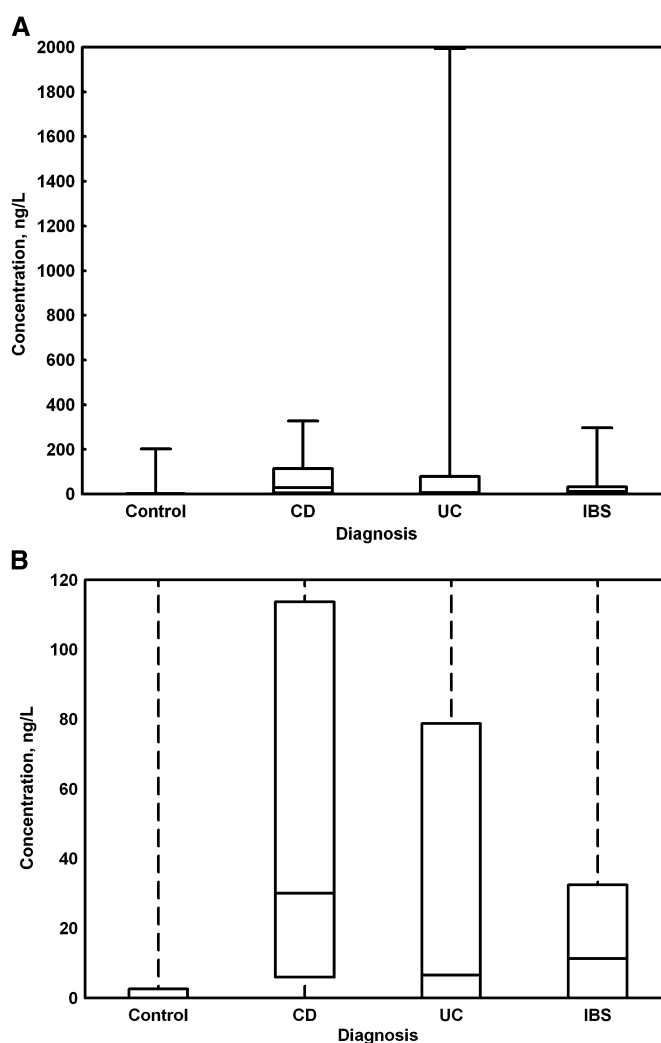 A
2000
1800
1600
1400
1200
1000
800
600
400
200
0
Concentration, ng/L
Control CD UC IBS
Diagnosis
B
120
100
80
60
40
20
0
Concentration, ng/L
Control CD UC IBS
Diagnosis